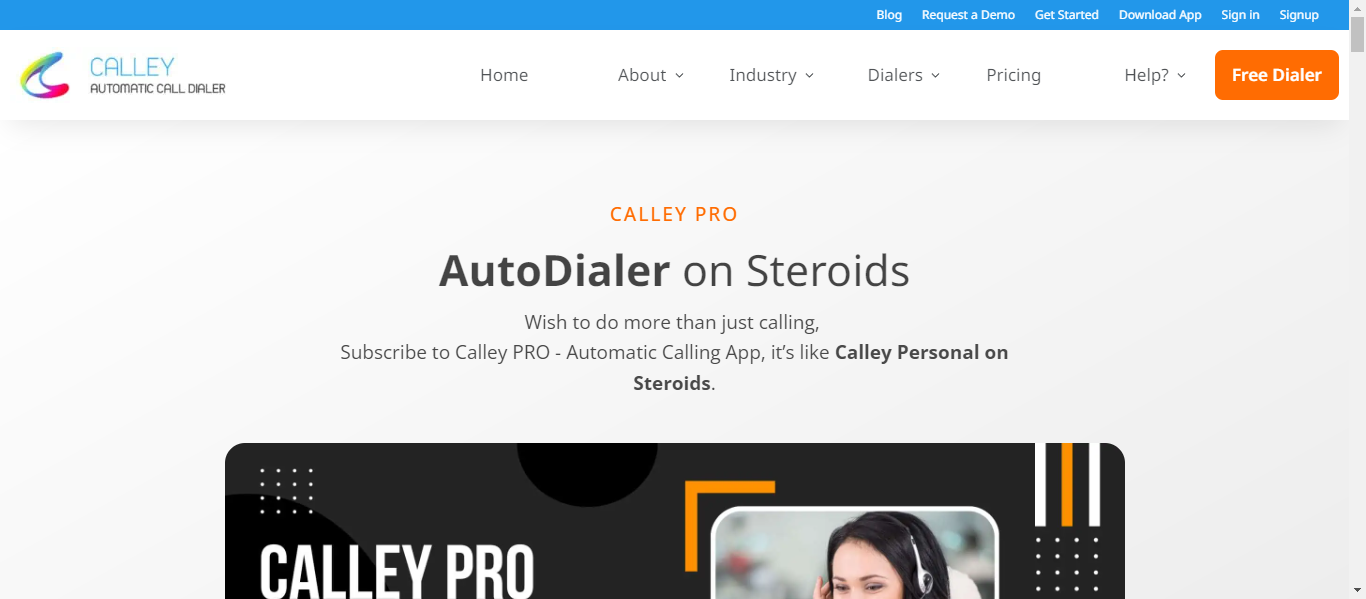 Blog Request a Demo Get Started Download App Sign in Signup
CALLEY
AUTOMATIC CALL DIALER
Home About Industry Dialers Pricing Help? Free Dialer
CALLEY PRO
AutoDialer on Steroids
Wish to do more than just calling,
Subscribe to Calley PRO - Automatic Calling App, it’s like Calley Personal on
Steroids.
CALLEY PRO